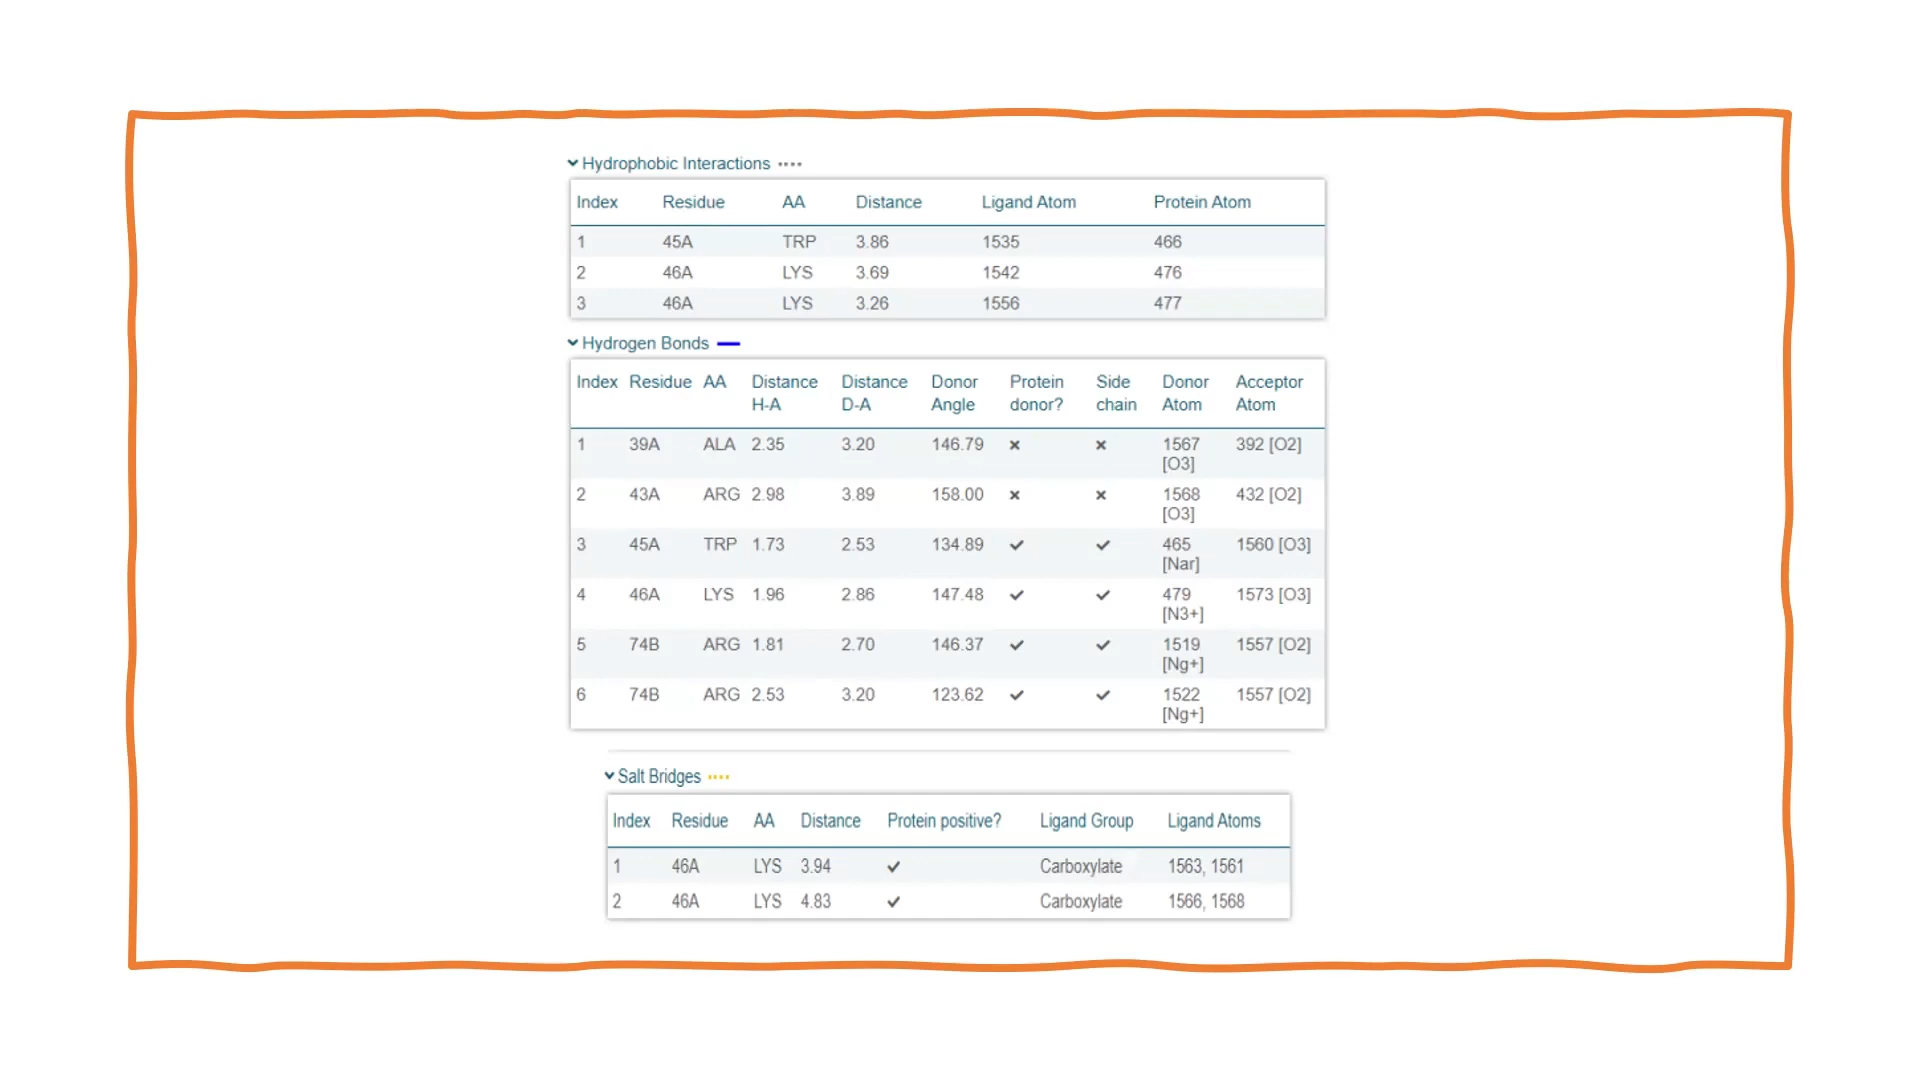 Hydrophobic Interactions
Index Residue AA Distance Ligand Atom Protein Atom
1 45A TRP 3.86 1535 466
2 46A LYS 3.69 1542 476
3 46A LYS 3.26 1556 477
Hydrogen Bonds
Index Residue AA Distance Distance Donor Protein Side Donor Acceptor
H-A D-A Angle donor? chain Atom Atom
1 39A ALA 2.35 3.20 146.79 1567 392 [O2]
[O3]
2 43A ARG 2.98 3.89 158.00 1568 432 [O2]
[O3]
3 45A TRP 1.73 2.53 134.89 465 1560 [O3]
[Nar]
4 46A LYS 1.96 2.86 147.48 479 1573 [O3]
[N3+]
5 74B ARG 1.81 2.70 146.37 1519 1557 [O2]
[Ng+]
6 74B ARG 2.53 3.20 123.62 1522 1557 [O2]
[Ng+]
Salt Bridges
Index Residue AA Distance Protein positive? Ligand Group Ligand Atoms
1 46A LYS 3.94 Carboxylate 1563, 1561
2 46A LYS 4.83 Carboxylate 1566, 1568